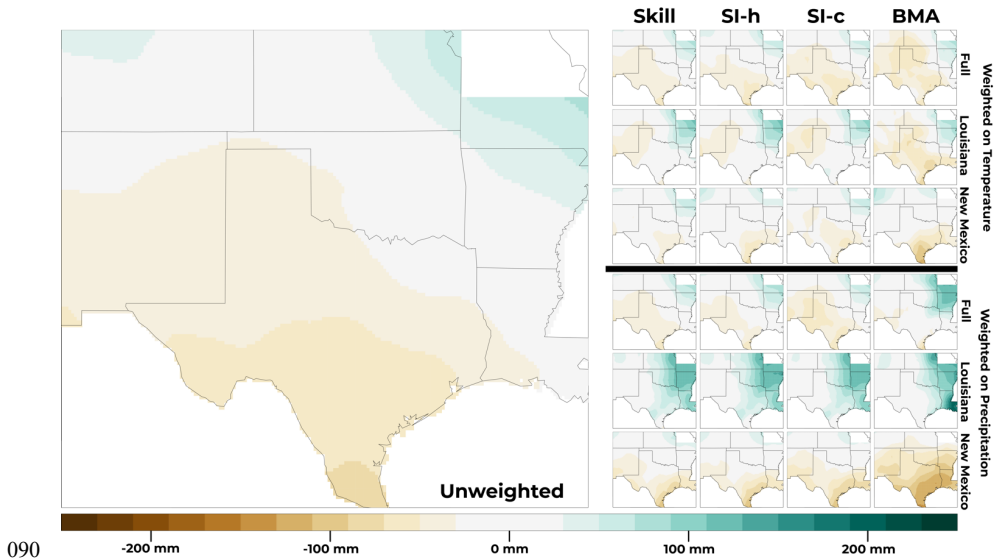 Skill SI-h SI-c BMA
Full
Louisiana
New Mexico
Weighted on Temperature
Full
Louisiana
New Mexico
Weighted on Precipitation
Unweighted
-200 mm -100 mm 0 mm 100 mm 200 mm
090